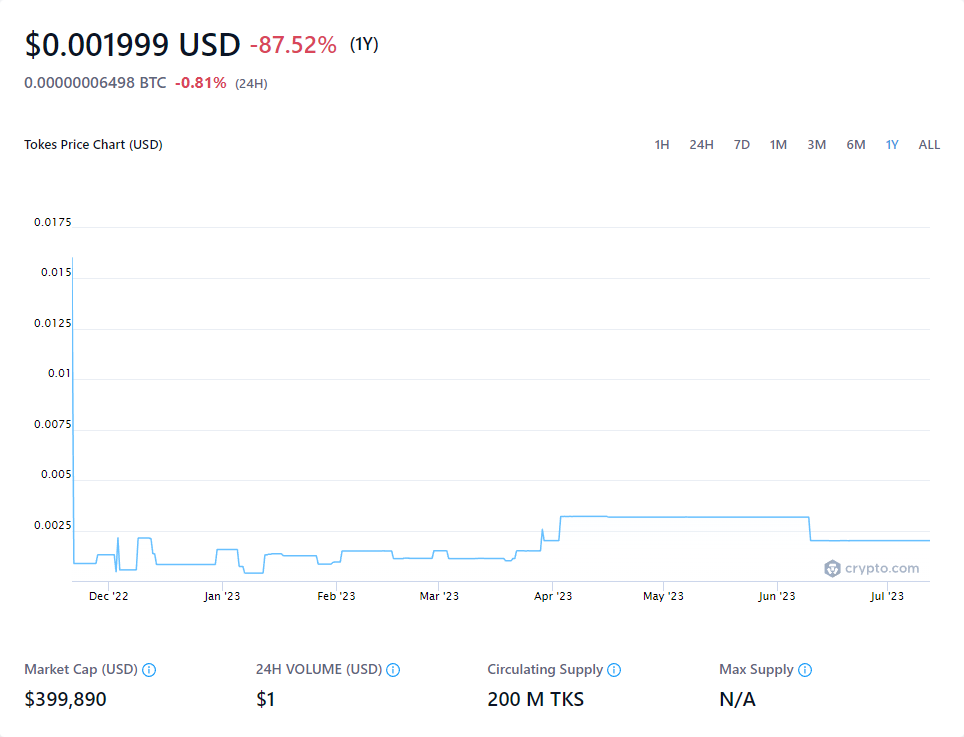 $0.001999 USD -87.52% (1Y)
0.00000006498 BTC -0.81% (24H)
Tokes Price Chart (USD)
1H 24H 7D 1M 3M 6M 1Y ALL
0.0175
0.015
0.0125
0.01
0.0075
0.005
0.0025
crypto.com
Dec '22 Jan '23 Feb '23 Mar '23 Apr '23 May '23 Jun '23 Jul '23
Market Cap (USD) 24H VOLUME (USD) Circulating Supply Max Supply
$399,890 $1 200 M TKS N/A